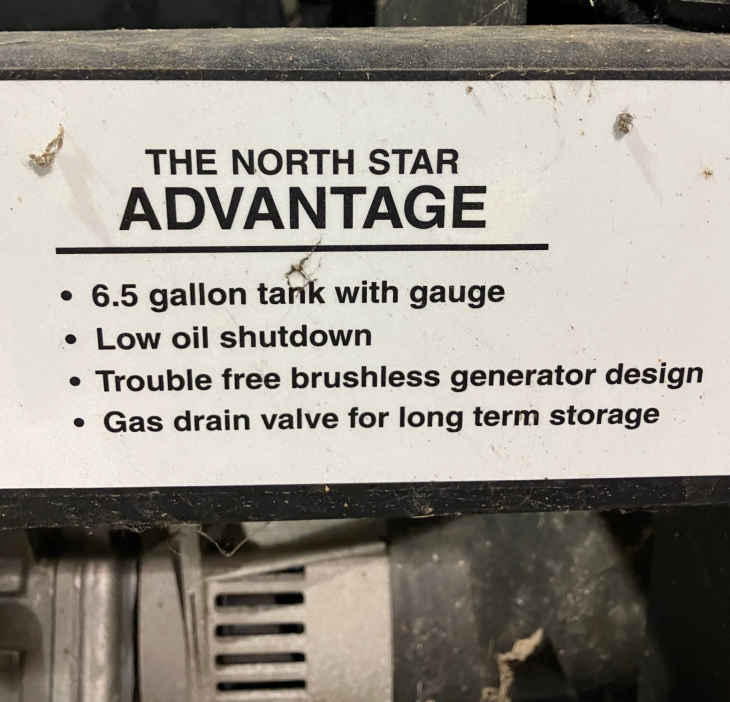 THE NORTH STAR
ADVANTAGE
• 6.5 gallon tank with gauge
• Low oil shutdown
• Trouble free brushless generator design
• Gas drain valve for long term storage